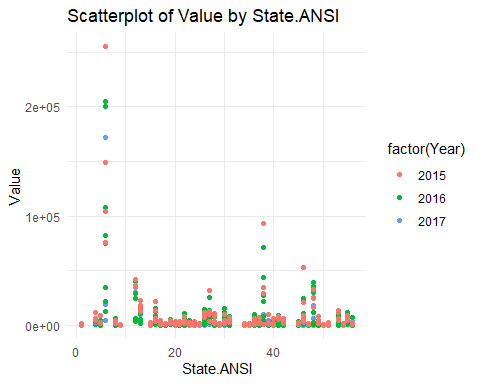 Scatterplot of Value by State.ANSI
2e+05
1e+05
0e+00
Value
0
20
40
State.ANSI
factor(Year)
2015
2016
2017